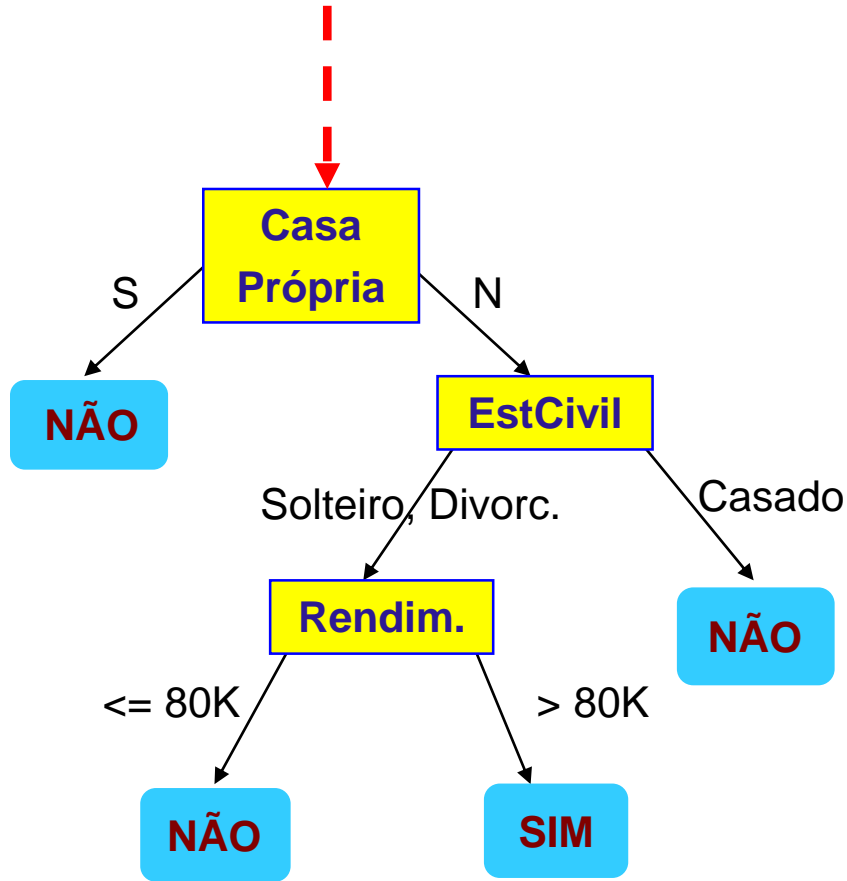 Casa
Própria
S
N
NÃO
EstCivil
Solteiro, Divorc.
Casado
Rendim.
NÃO
<= 80K
> 80K
NÃO
SIM